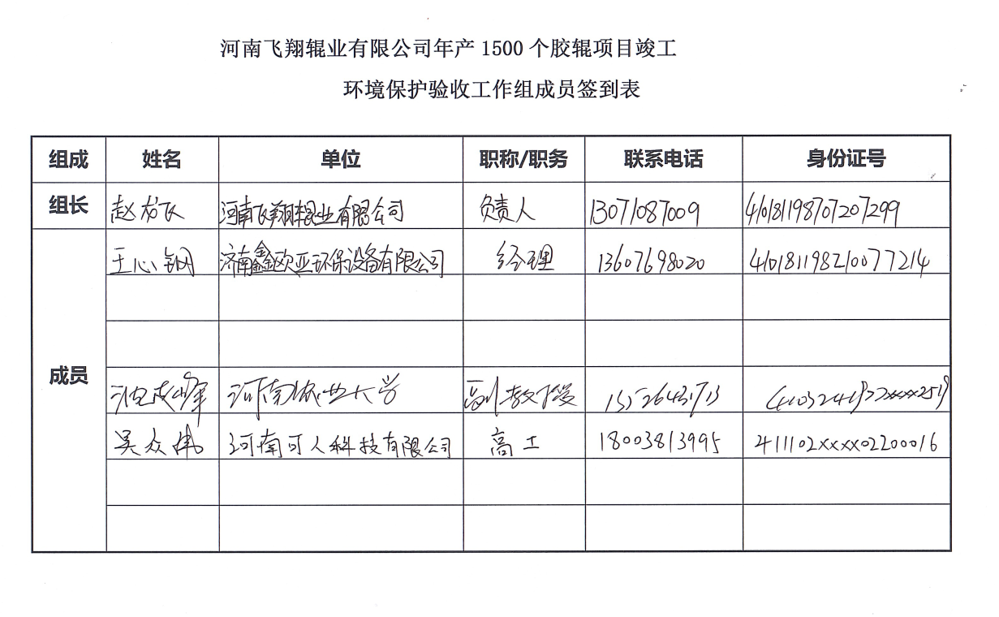 河南飞翔辊业有限公司年产 1500 个胶辊项目竣工
环境保护验收工作组成员签到表
组成 姓名 单位 职称/职务 联系电话 身份证号
组长 赵 河南飞翔辊业有限公司 负责人 13071087009 410181198707207299
王心钢 济南鑫欧亚环保设备有限公司 经理 13607698020 410181198210077214
成员
河南农业大学 副教授
吴众伟 河南可人科技有限公司 高工 18003813995 411102xxxx02200016